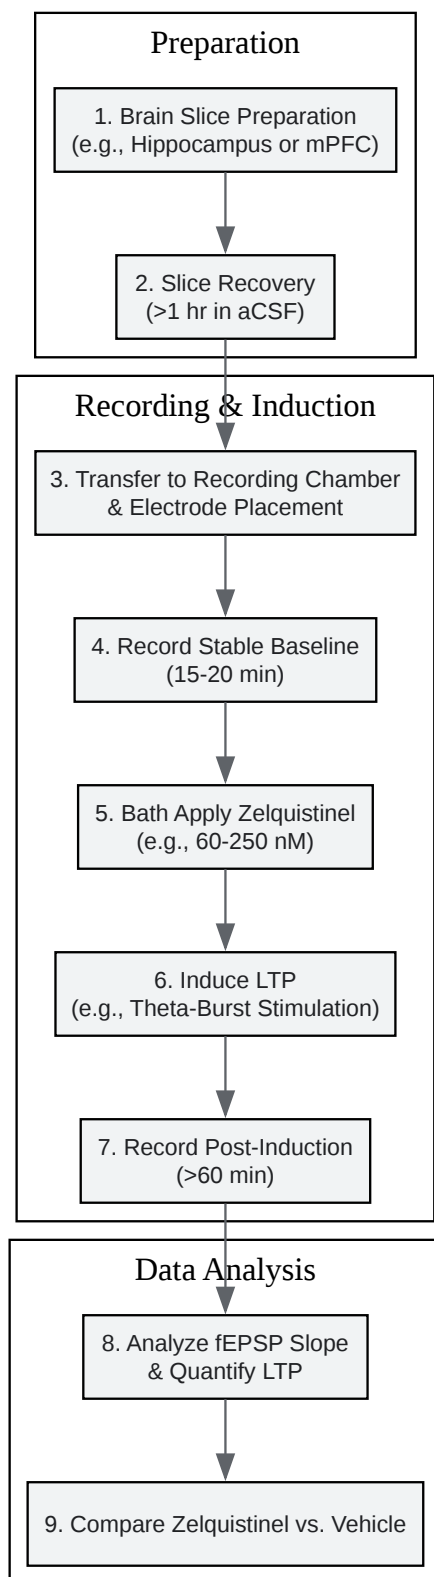 Preparation
1. Brain Slice Preparation
(e.g., Hippocampus or mPFC)
2. Slice Recovery
(>1 hr in aCSF)
Recording & Induction
3. Transfer to Recording Chamber
& Electrode Placement
4. Record Stable Baseline
(15-20 min)
5. Bath Apply Zelquistinel
(e.g., 60-250 nM)
6. Induce LTP
(e.g., Theta-Burst Stimulation)
7. Record Post-Induction
(>60 min)
Data Analysis
8. Analyze fEPSP Slope
& Quantify LTP
9. Compare Zelquistinel vs. Vehicle